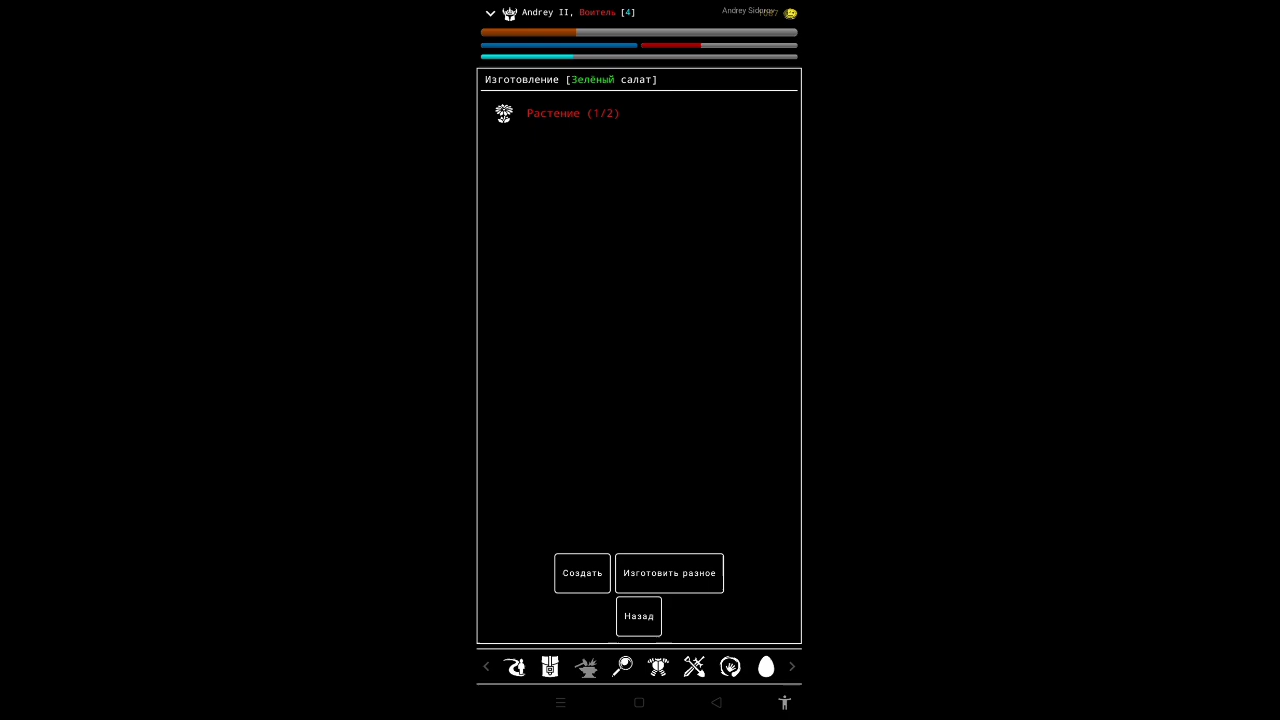 Andrey II, Воитель [4]
Andrey Sidorov
Изготовление [Зелёный салат]
Растение (1/2)
Создать
Изготовить разное
Назад